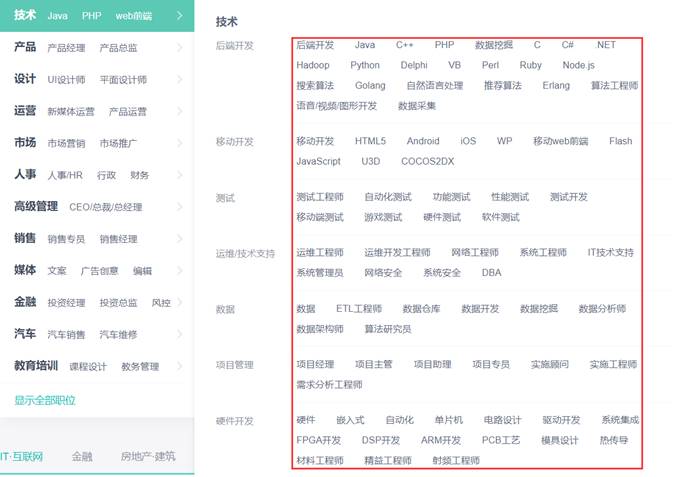 技术 Java PHP web前端
产品 产品经理 产品总监
设计 UI设计师 平面设计师
运营 新媒体运营 产品运营
市场 市场营销 市场推广
人事 人事/HR 行政 财务
高级管理 CEO/总裁/总经理
销售 销售专员 销售经理
媒体 文案 广告创意 编辑
金融 投资经理 投资总监 风控
汽车 汽车销售 汽车维修
教育培训 课程设计 教务管理
显示全部职位
IT·互联网 金融 房地产·建筑
技术
后端开发 后端开发 Java C++ PHP 数据挖掘 C C# .NET
Hadoop Python Delphi VB Perl Ruby Node.js
搜索算法 Golang 自然语言处理 推荐算法 Erlang 算法工程师
语音/视频/图形开发 数据采集
移动开发 移动开发 HTML5 Android iOS WP 移动web前端 Flash
JavaScript U3D COCOS2DX
测试 测试工程师 自动化测试 功能测试 性能测试 测试开发
移动端测试 游戏测试 硬件测试 软件测试
运维/技术支持 运维工程师 运维开发工程师 网络工程师 系统工程师 IT技术支持
系统管理员 网络安全 系统安全 DBA
数据 数据 ETL工程师 数据仓库 数据开发 数据挖掘 数据分析师
数据架构师 算法研究员
项目管理 项目经理 项目主管 项目助理 项目专员 实施顾问 实施工程师
需求分析工程师
硬件开发 硬件 嵌入式 自动化 单片机 电路设计 驱动开发 系统集成
FPGA开发 DSP开发 ARM开发 PCB工艺 模具设计 热传导
材料工程师 精益工程师 射频工程师